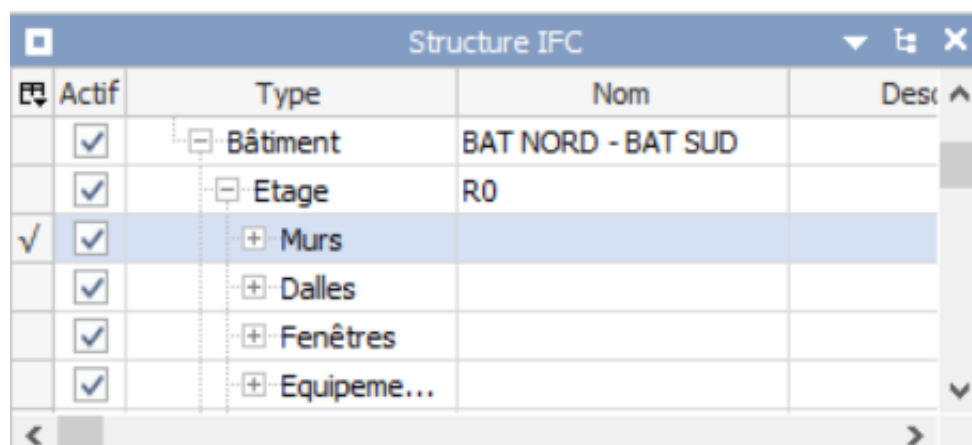 Structure IFC
Actif Type Nom Desc
Bâtiment BAT NORD - BAT SUD
Etage R0
Murs
Dalles
Fenêtres
Equipeme...